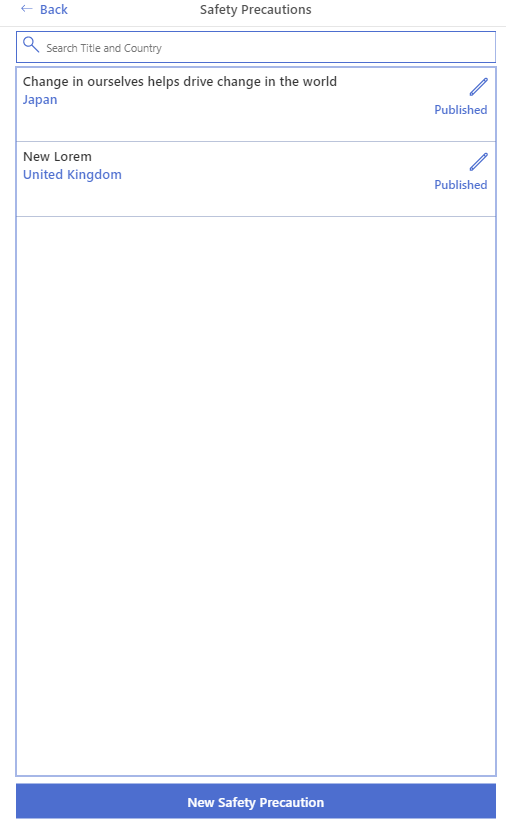 Back
Safety Precautions
Search Title and Country
Change in ourselves helps drive change in the world
Japan
Published
New Lorem
United Kingdom
Published
New Safety Precaution